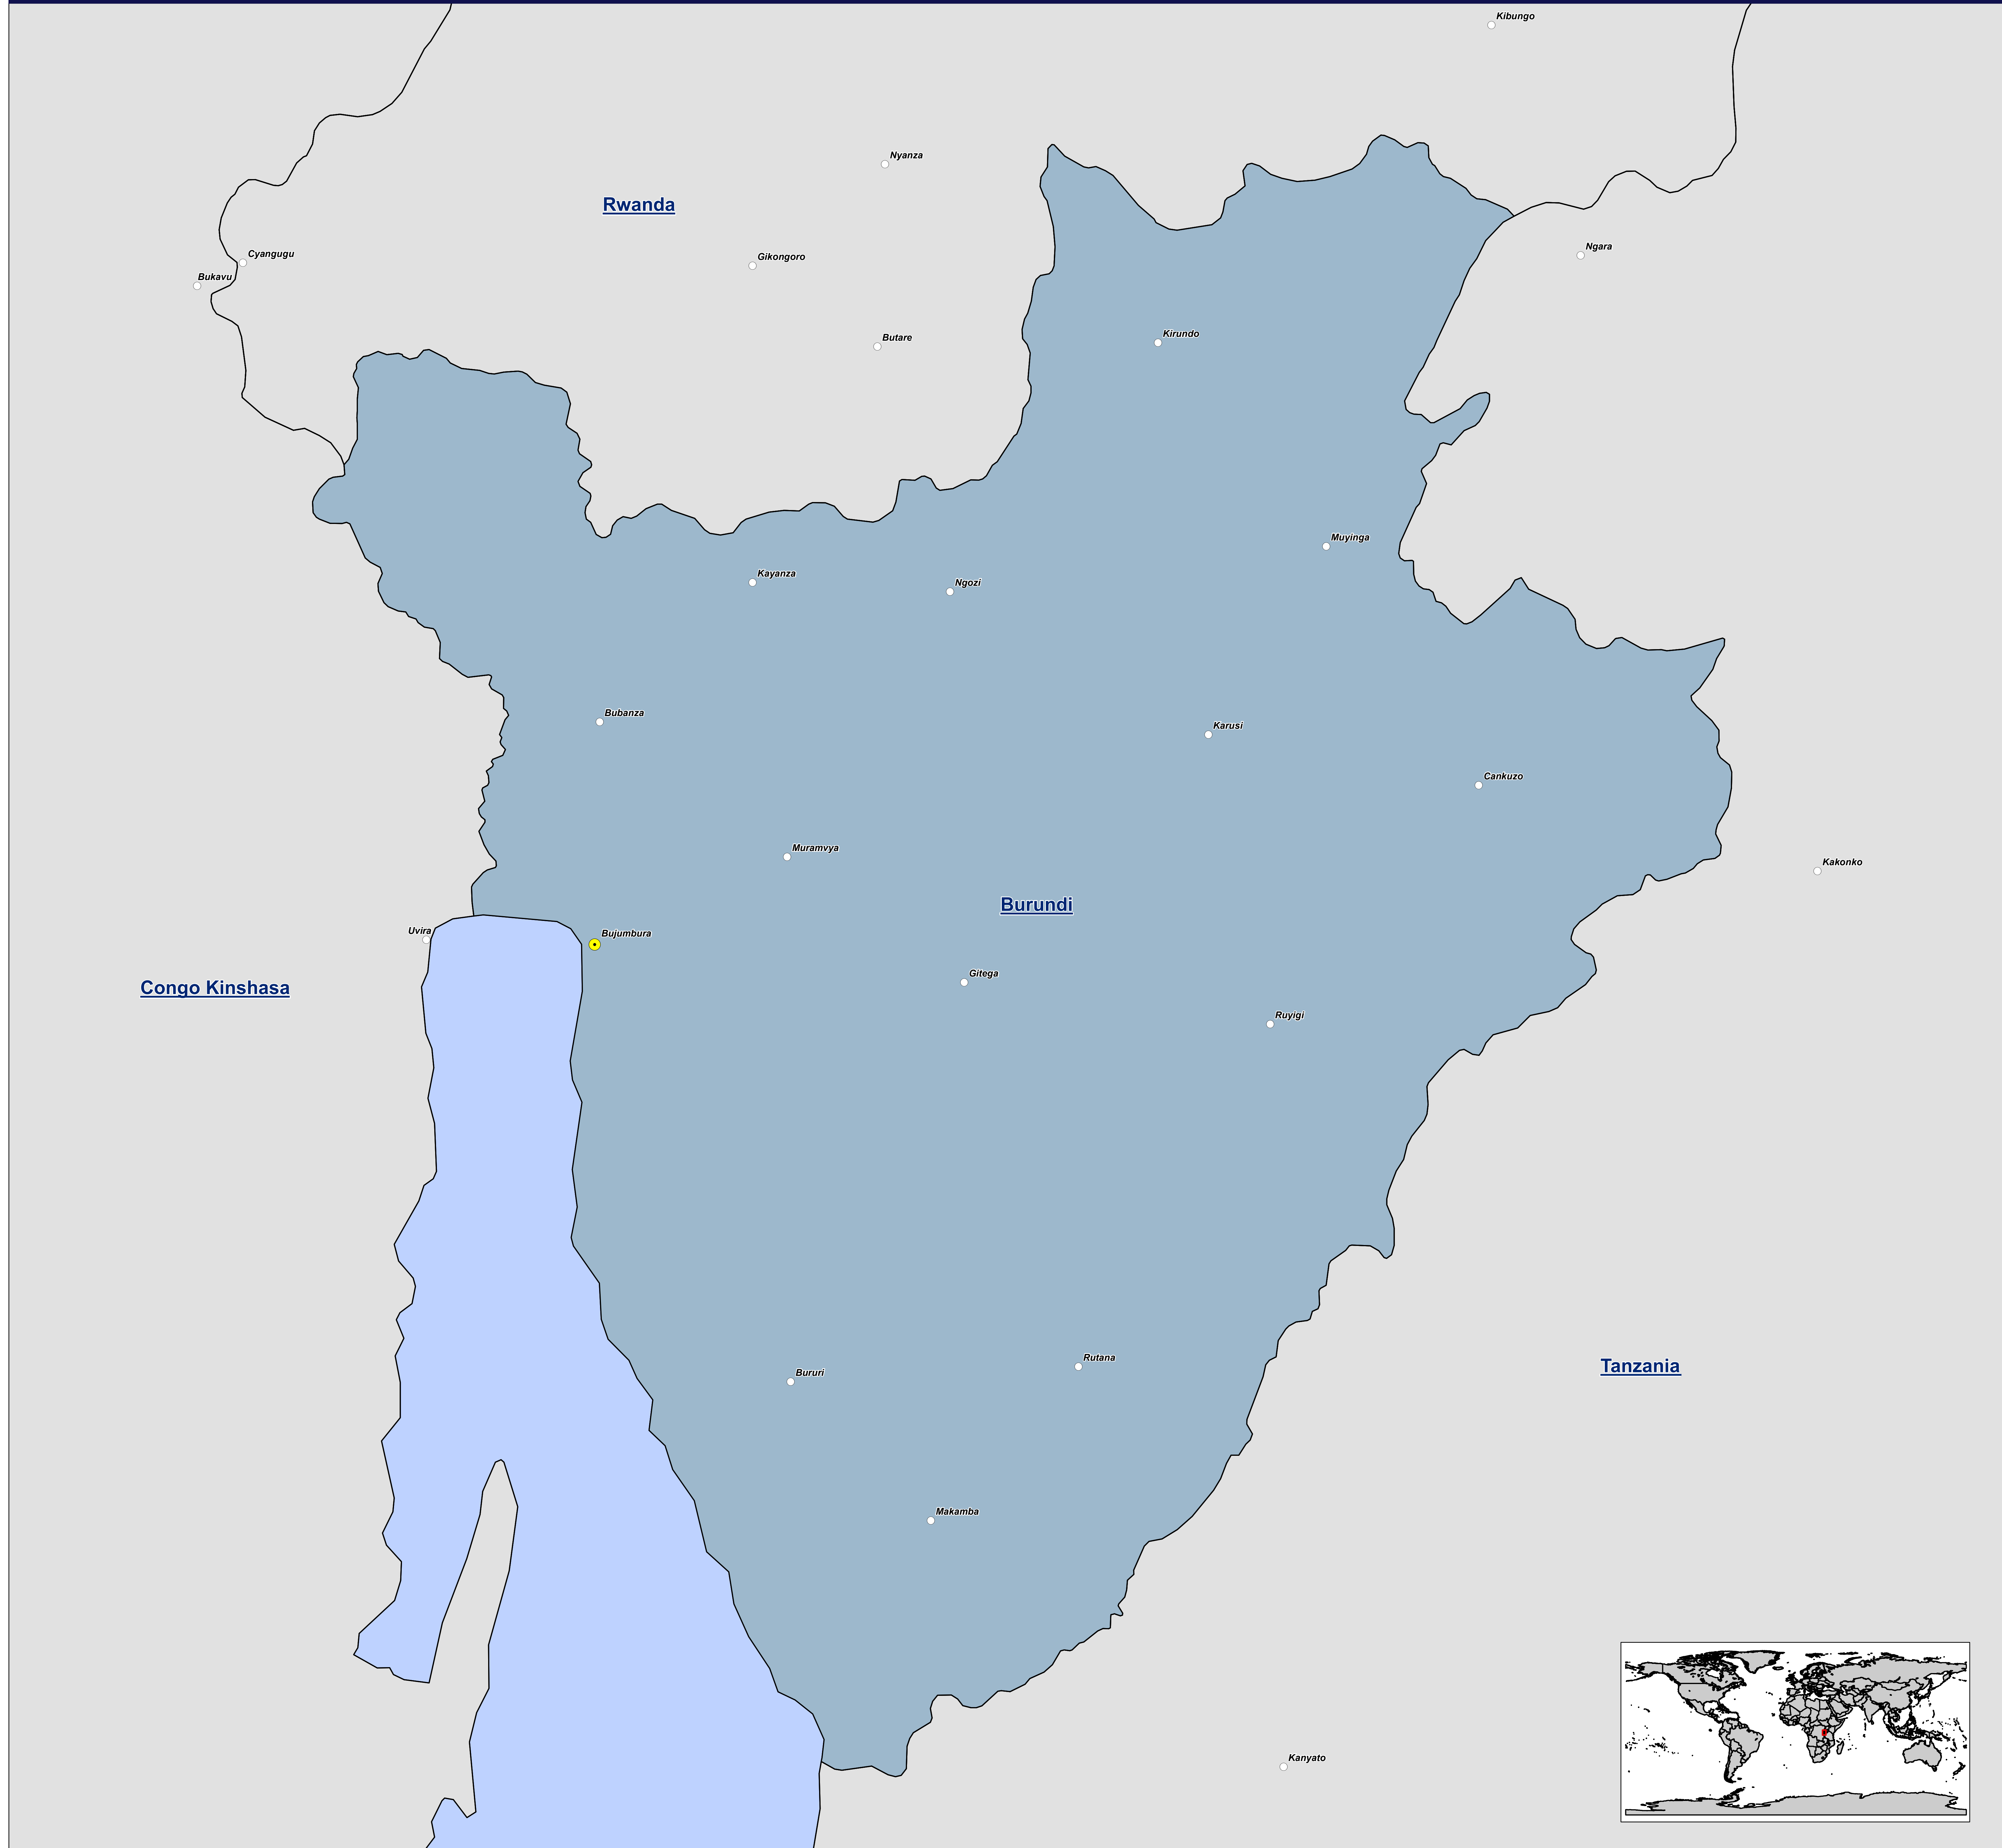 Kibungo
Nyanza
Rwanda
Ngara
Cyangugu
Gikongoro
Bukavu
Kirundo
Butare
Muyinga
Kayanza
Ngozi
Bubanza
Karusi
Cankuzo
Muramvya
Kakonko
Burundi
Uvira
Bujumbura
Gitega
Congo Kinshasa
Ruyigi
Rutana
Tanzania
Bururi
Makamba
Kanyato